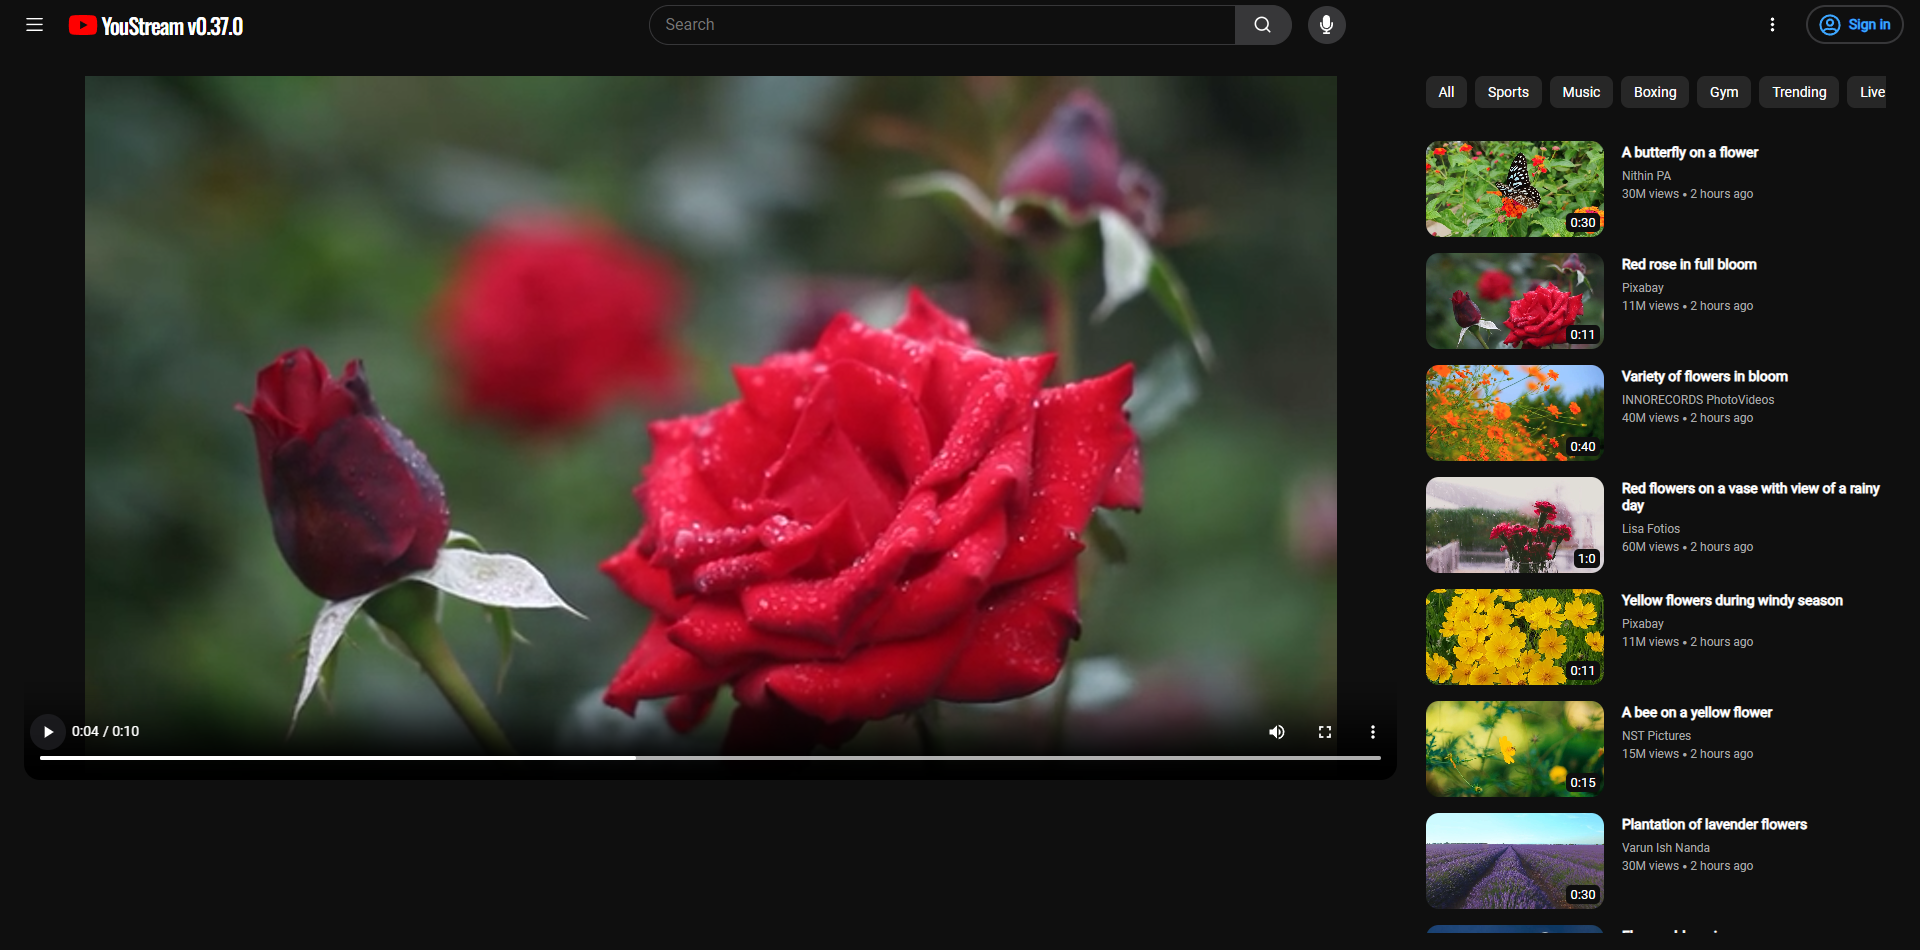 YouStream v0.37.0
Search
Sign in
0:04 / 0:10
All
Sports
Music
Boxing
Gym
Trending
Live
A butterfly on a flower
Nithin PA
30M views • 2 hours ago
0:30
Red rose in full bloom
Pixabay
11M views • 2 hours ago
0:11
Variety of flowers in bloom
INNORECORDS PhotoVideos
40M views • 2 hours ago
0:40
Red flowers on a vase with view of a rainy
day
Lisa Fotios
60M views • 2 hours ago
1:0
Yellow flowers during windy season
Pixabay
11M views • 2 hours ago
0:11
A bee on a yellow flower
NST Pictures
15M views • 2 hours ago
0:15
Plantation of lavender flowers
Varun Ish Nanda
30M views • 2 hours ago
0:30